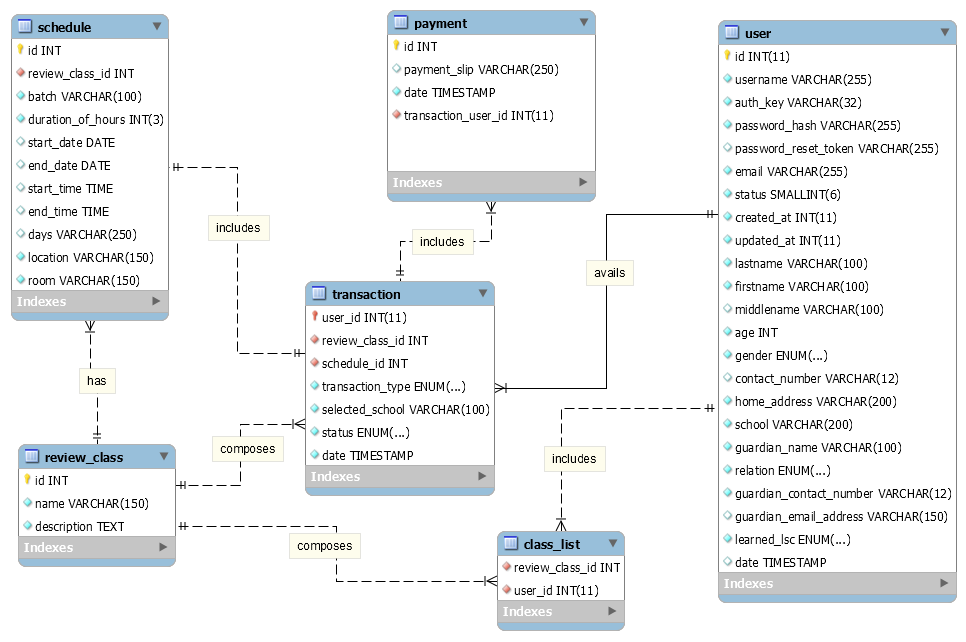 schedule
id INT
review_class_id INT
batch VARCHAR(100)
duration_of_hours INT(3)
start_date DATE
end_date DATE
start_time TIME
end_time TIME
days VARCHAR(250)
location VARCHAR(150)
room VARCHAR(150)
Indexes
payment
id INT
payment_slip VARCHAR(250)
date TIMESTAMP
transaction_user_id INT(11)
Indexes
user
id INT(11)
username VARCHAR(255)
auth_key VARCHAR(32)
password_hash VARCHAR(255)
password_reset_token VARCHAR(255)
email VARCHAR(255)
status SMALLINT(6)
created_at INT(11)
updated_at INT(11)
lastname VARCHAR(100)
firstname VARCHAR(100)
middlename VARCHAR(100)
age INT
gender ENUM(...)
contact_number VARCHAR(12)
home_address VARCHAR(200)
school VARCHAR(200)
guardian_name VARCHAR(100)
relation ENUM(...)
guardian_contact_number VARCHAR(12)
guardian_email_address VARCHAR(150)
learned_lsc ENUM(...)
date TIMESTAMP
Indexes
includes
includes
avails
transaction
user_id INT(11)
review_class_id INT
schedule_id INT
transaction_type ENUM(...)
selected_school VARCHAR(100)
status ENUM(...)
date TIMESTAMP
Indexes
has
composes
includes
review_class
id INT
name VARCHAR(150)
description TEXT
Indexes
composes
class_list
review_class_id INT
user_id INT(11)
Indexes